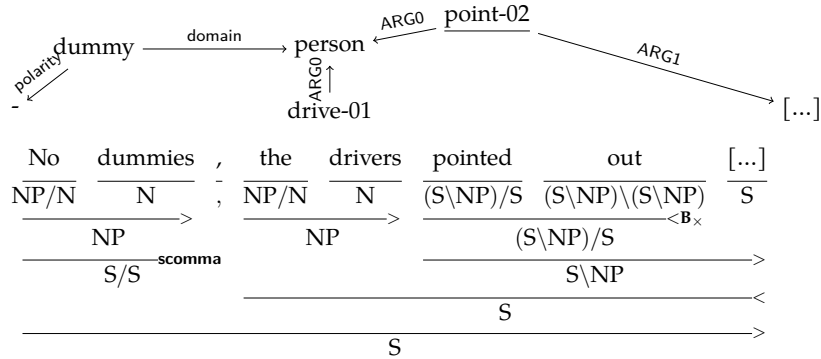 point-02
ARG0
dummy domain person
polarity ARG0 ARG1
- drive-01 [...]
No dummies , the drivers pointed out [...]
NP/N N , NP/N N (S\NP)/S (S\NP)\(S\NP) S
> > <B×
NP NP (S\NP)/S
scomma >
S/S S\NP
<
S
>
S